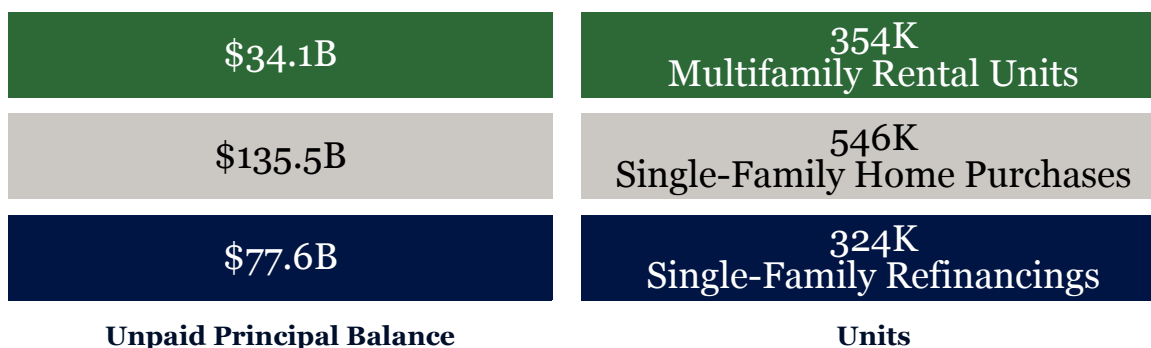 $34.1B
354K
Multifamily Rental Units
$135.5B
546K
Single-Family Home Purchases
$77.6B
324K
Single-Family Refinancings
Unpaid Principal Balance
Units